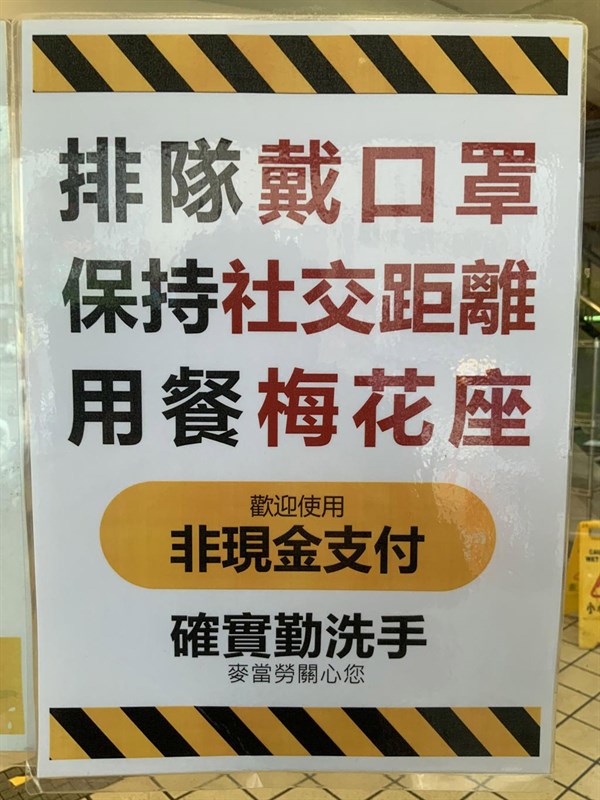 排隊戴口罩
保持社交距離
用餐梅花座
歡迎使用
非現金支付
確實勤洗手
麥當勞關心您